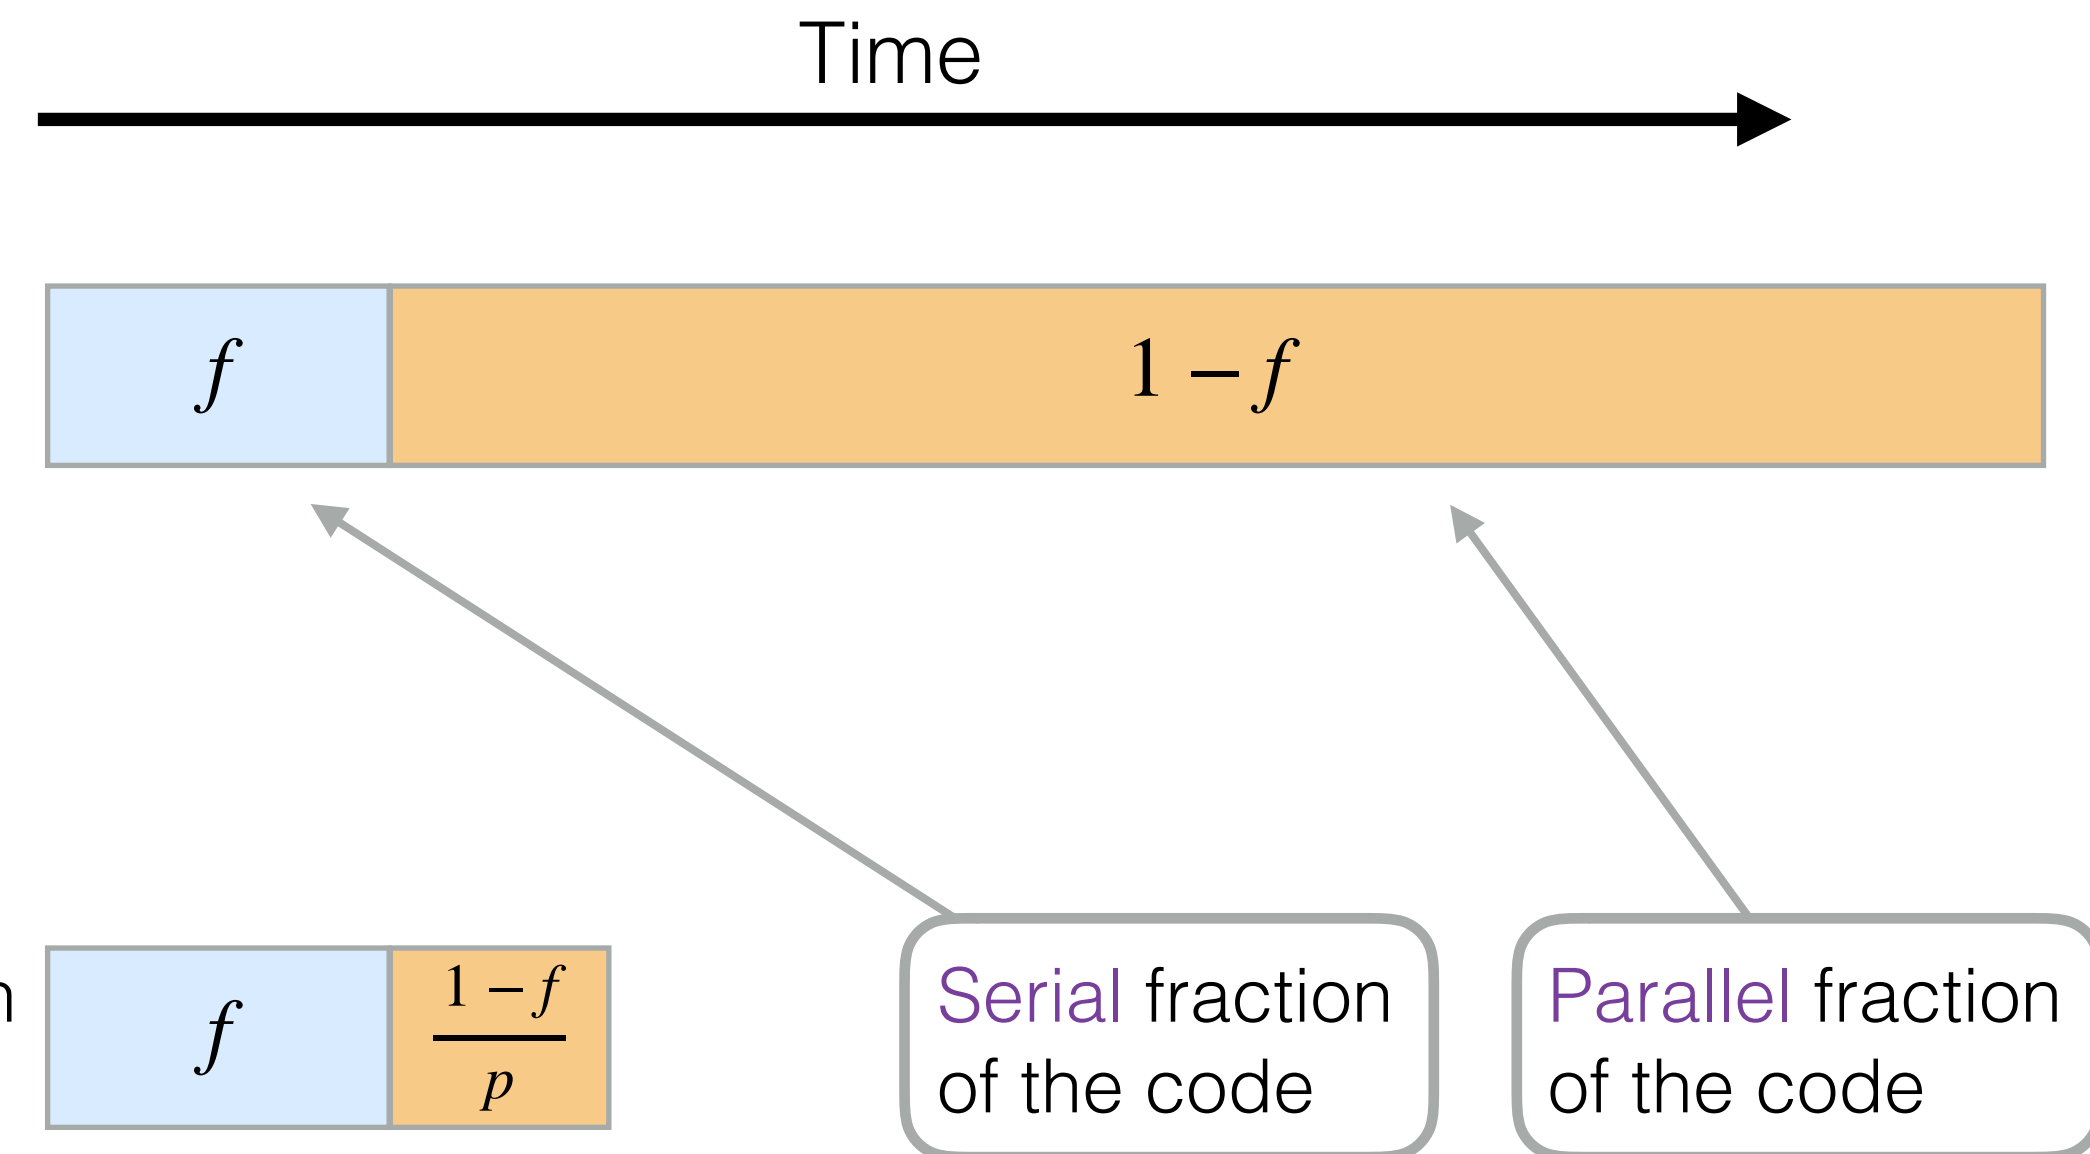 Time
f
1 − f
f
1 − f
p
Serial fraction
of the code
Parallel fraction
of the code